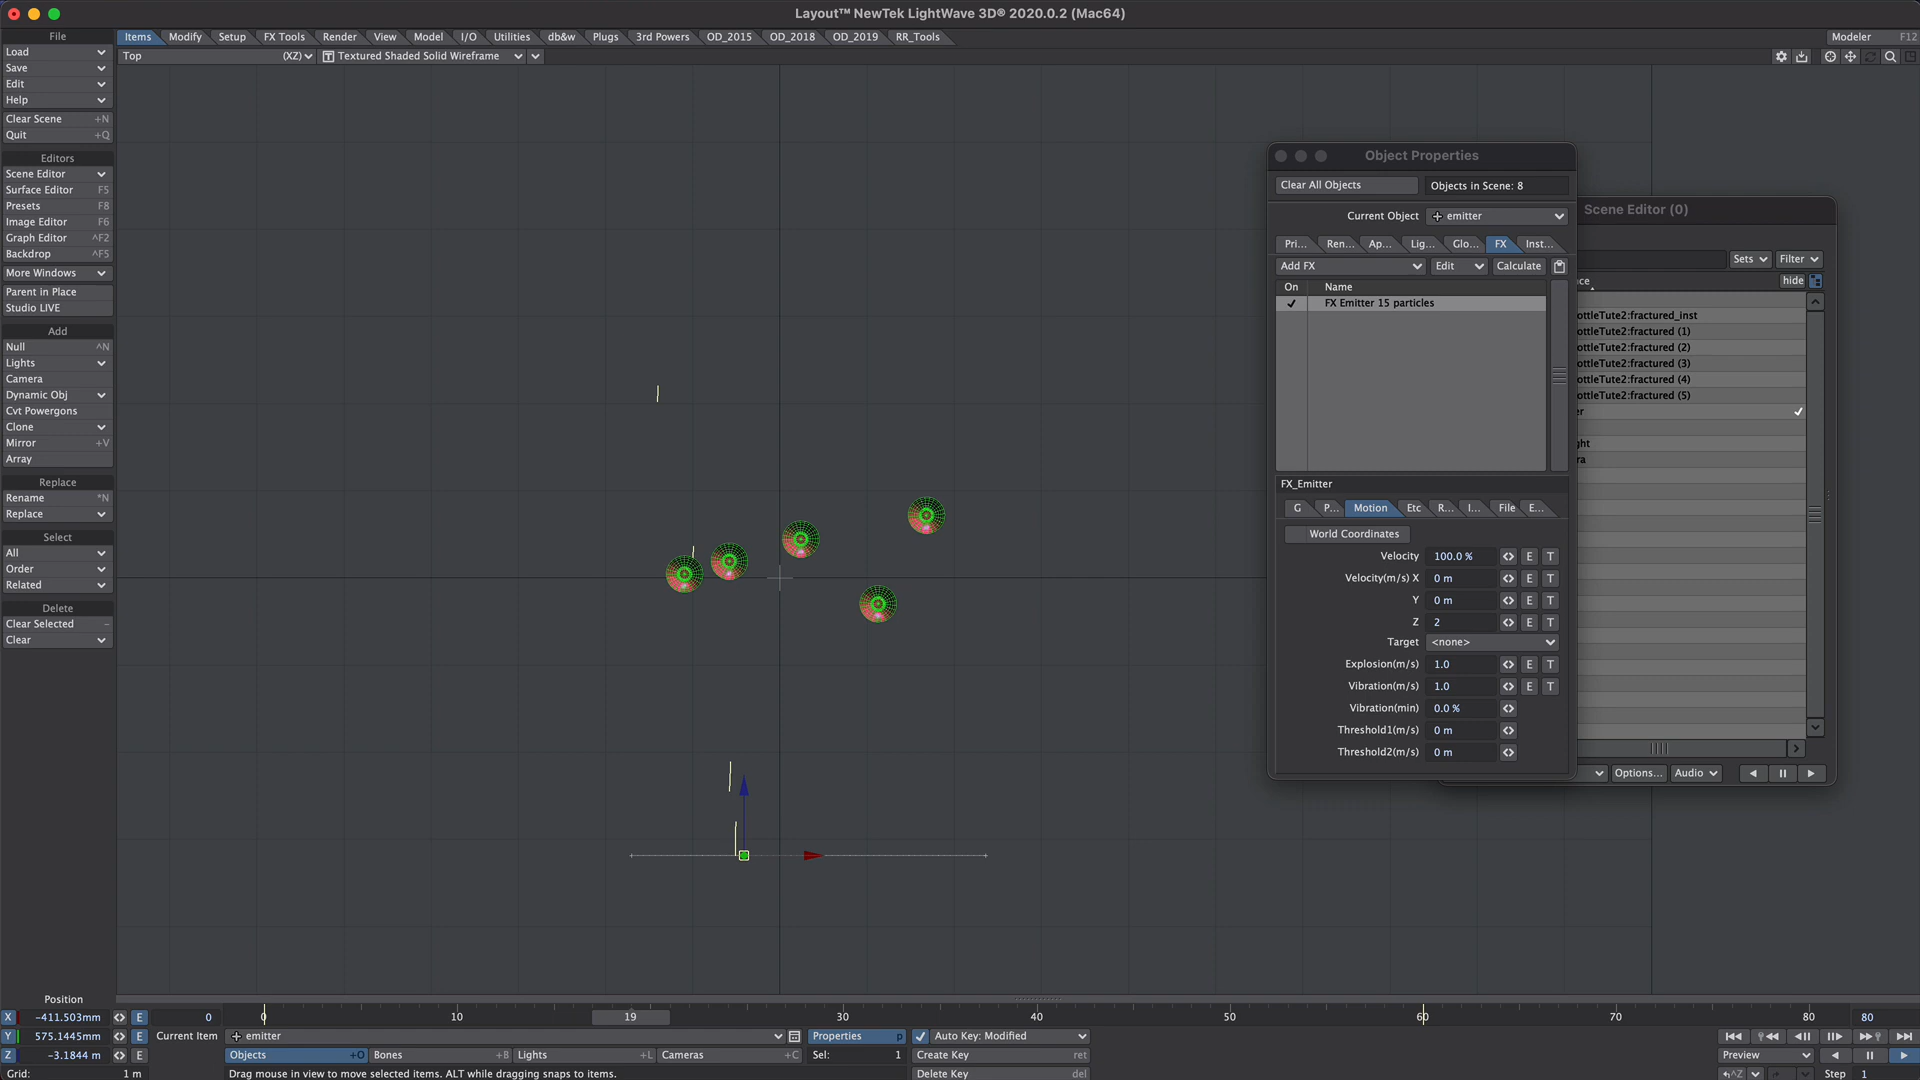 Layout™ NewTek LightWave 3D® 2020.0.2 (Mac64)
File
Items Modify Setup FX Tools Render View Model I/O Utilities db&w Plugs 3rd Powers OD_2015 OD_2018 OD_2019 RR_Tools Modeler F12
Load
Top (XZ) Textured Shaded Solid Wireframe
Save
Edit
Help
Clear Scene +N
Quit +Q
Editors
Scene Editor
Surface Editor F5
Presets F8
Image Editor F6
Graph Editor ^F2
Backdrop ^F5
More Windows
Parent in Place
Studio LIVE
Add
Null ^N
Lights
Camera
Dynamic Obj
Cvt Powergons
Clone
Mirror +V
Array
Replace
Rename *N
Replace
Select
All
Order
Related
Delete
Clear Selected –
Clear
Object Properties
Clear All Objects Objects in Scene: 8
Current Object emitter
Pri... Ren... Ap... Lig... Glo... FX Inst...
Add FX Edit Calculate
On Name
FX Emitter 15 particles
FX_Emitter
G P... Motion Etc R... I... File E...
World Coordinates
Velocity 100.0 % E T
Velocity(m/s) X 0 m E T
Y 0 m E T
Z 2 E T
Target <none>
Explosion(m/s) 1.0 E T
Vibration(m/s) 1.0 E T
Vibration(min) 0.0 %
Threshold1(m/s) 0 m
Threshold2(m/s) 0 m
Scene Editor (0)
Sets Filter
ce hide
ottleTute2:fractured_inst
ottleTute2:fractured (1)
ottleTute2:fractured (2)
ottleTute2:fractured (3)
ottleTute2:fractured (4)
ottleTute2:fractured (5)
er
ght
ra
Options... Audio
Position
X -411.503mm E 0 0 10 19 30 40 50 60 70 80 80
Y 575.1445mm E Current Item emitter Properties p Auto Key: Modified
Z -3.1844 m E Objects +O Bones +B Lights +L Cameras +C Sel: 1 Create Key ret Preview
Grid: 1 m Drag mouse in view to move selected items. ALT while dragging snaps to items. Delete Key del ^Z Step 1